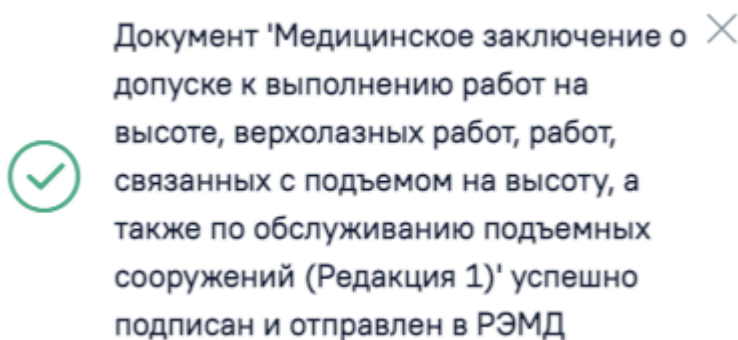 Документ 'Медицинское заключение о
допуске к выполнению работ на
высоте, верхолазных работ, работ,
связанных с подъемом на высоту, а
также по обслуживанию подъемных
сооружений (Редакция 1)' успешно
подписан и отправлен в РЭМД